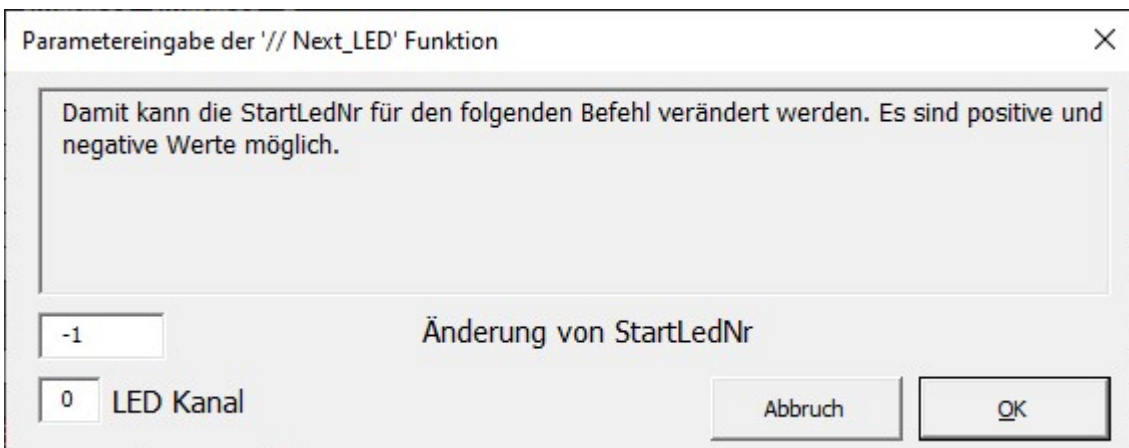 Parametereingabe der '// Next_LED' Funktion
Damit kann die StartLedNr für den folgenden Befehl verändert werden. Es sind positive und
negative Werte möglich.
-1 Änderung von StartLedNr
0 LED Kanal
Abbruch OK